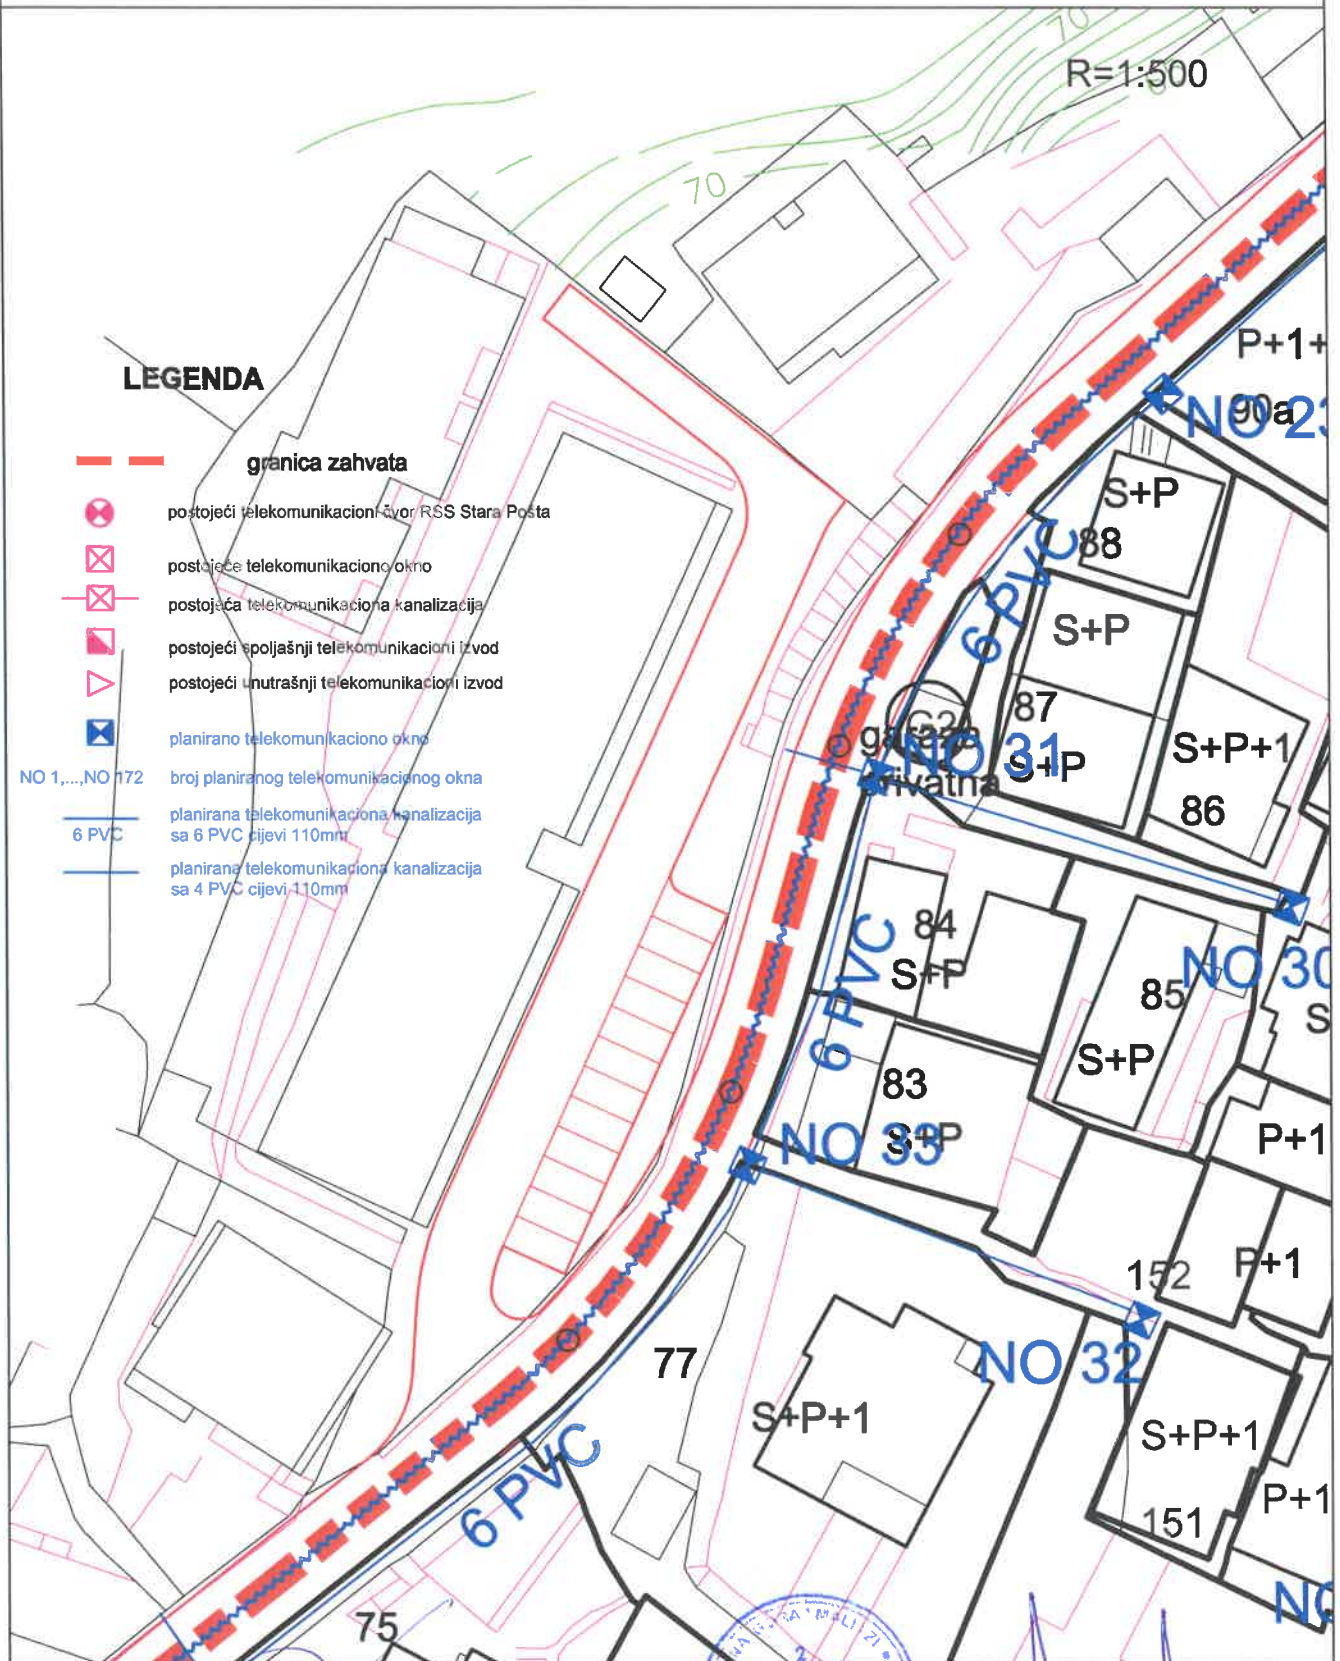 70
R=1:500
70
P+1+
LEGENDA
90a
NO 23
granica zahvata
S+P
88
postojeći telekomunikacioni čvor RSS Stara Pošta
postojeće telekomunikaciono okno
6 PVC
postojeća telekomunikaciona kanalizacija
S+P
postojeći spoljašnji telekomunikacioni izvod
postojeći unutrašnji telekomunikacioni izvod
87
planirano telekomunikaciono okno
garaža
NO 31
S+P
S+P+1
privatna
NO 1,...,NO 172 broj planiranog telekomunikacionog okna
86
planirana telekomunikaciona kanalizacija
6 PVC sa 6 PVC cijevi 110mm
planirana telekomunikaciona kanalizacija
sa 4 PVC cijevi 110mm
84
S+P
6 PVC
NO 30
85
S
S+P
83
S+P
NO 33
P+1
152
P+1
77
NO 32
S+P+1
S+P+1
6 PVC
P+1
151
NO
75